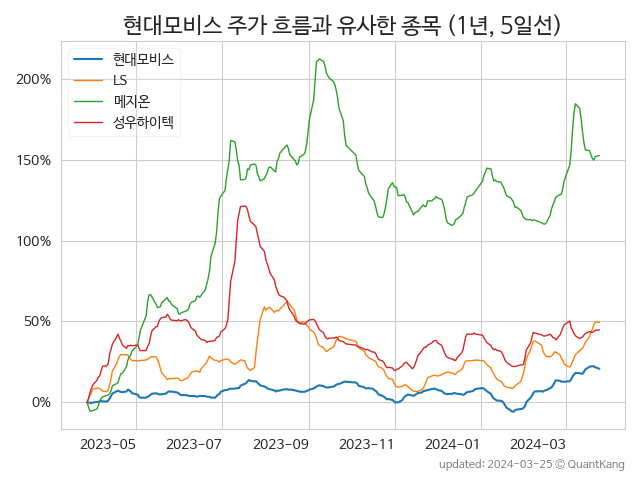 현대모비스 주가 흐름과 유사한 종목 (1년, 5일선)
현대모비스
LS
메지온
성우하이텍
200%
150%
100%
50%
0%
2023-05 2023-07 2023-09 2023-11 2024-01 2024-03
updated: 2024-03-25 © QuantKang